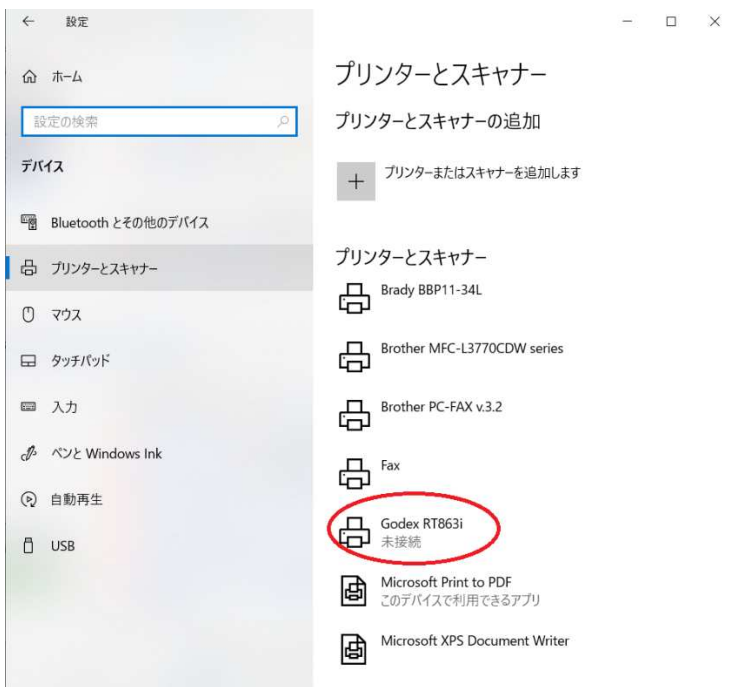 設定
ホーム
設定の検索
デバイス
Bluetooth とその他のデバイス
プリンターとスキャナー
マウス
タッチパッド
入力
ペンと Windows Ink
自動再生
USB
プリンターとスキャナー
プリンターとスキャナーの追加
プリンターまたはスキャナーを追加します
プリンターとスキャナー
Brady BBP11-34L
Brother MFC-L3770CDW series
Brother PC-FAX v.3.2
Fax
Godex RT863i
未接続
Microsoft Print to PDF
このデバイスで利用できるアプリ
Microsoft XPS Document Writer